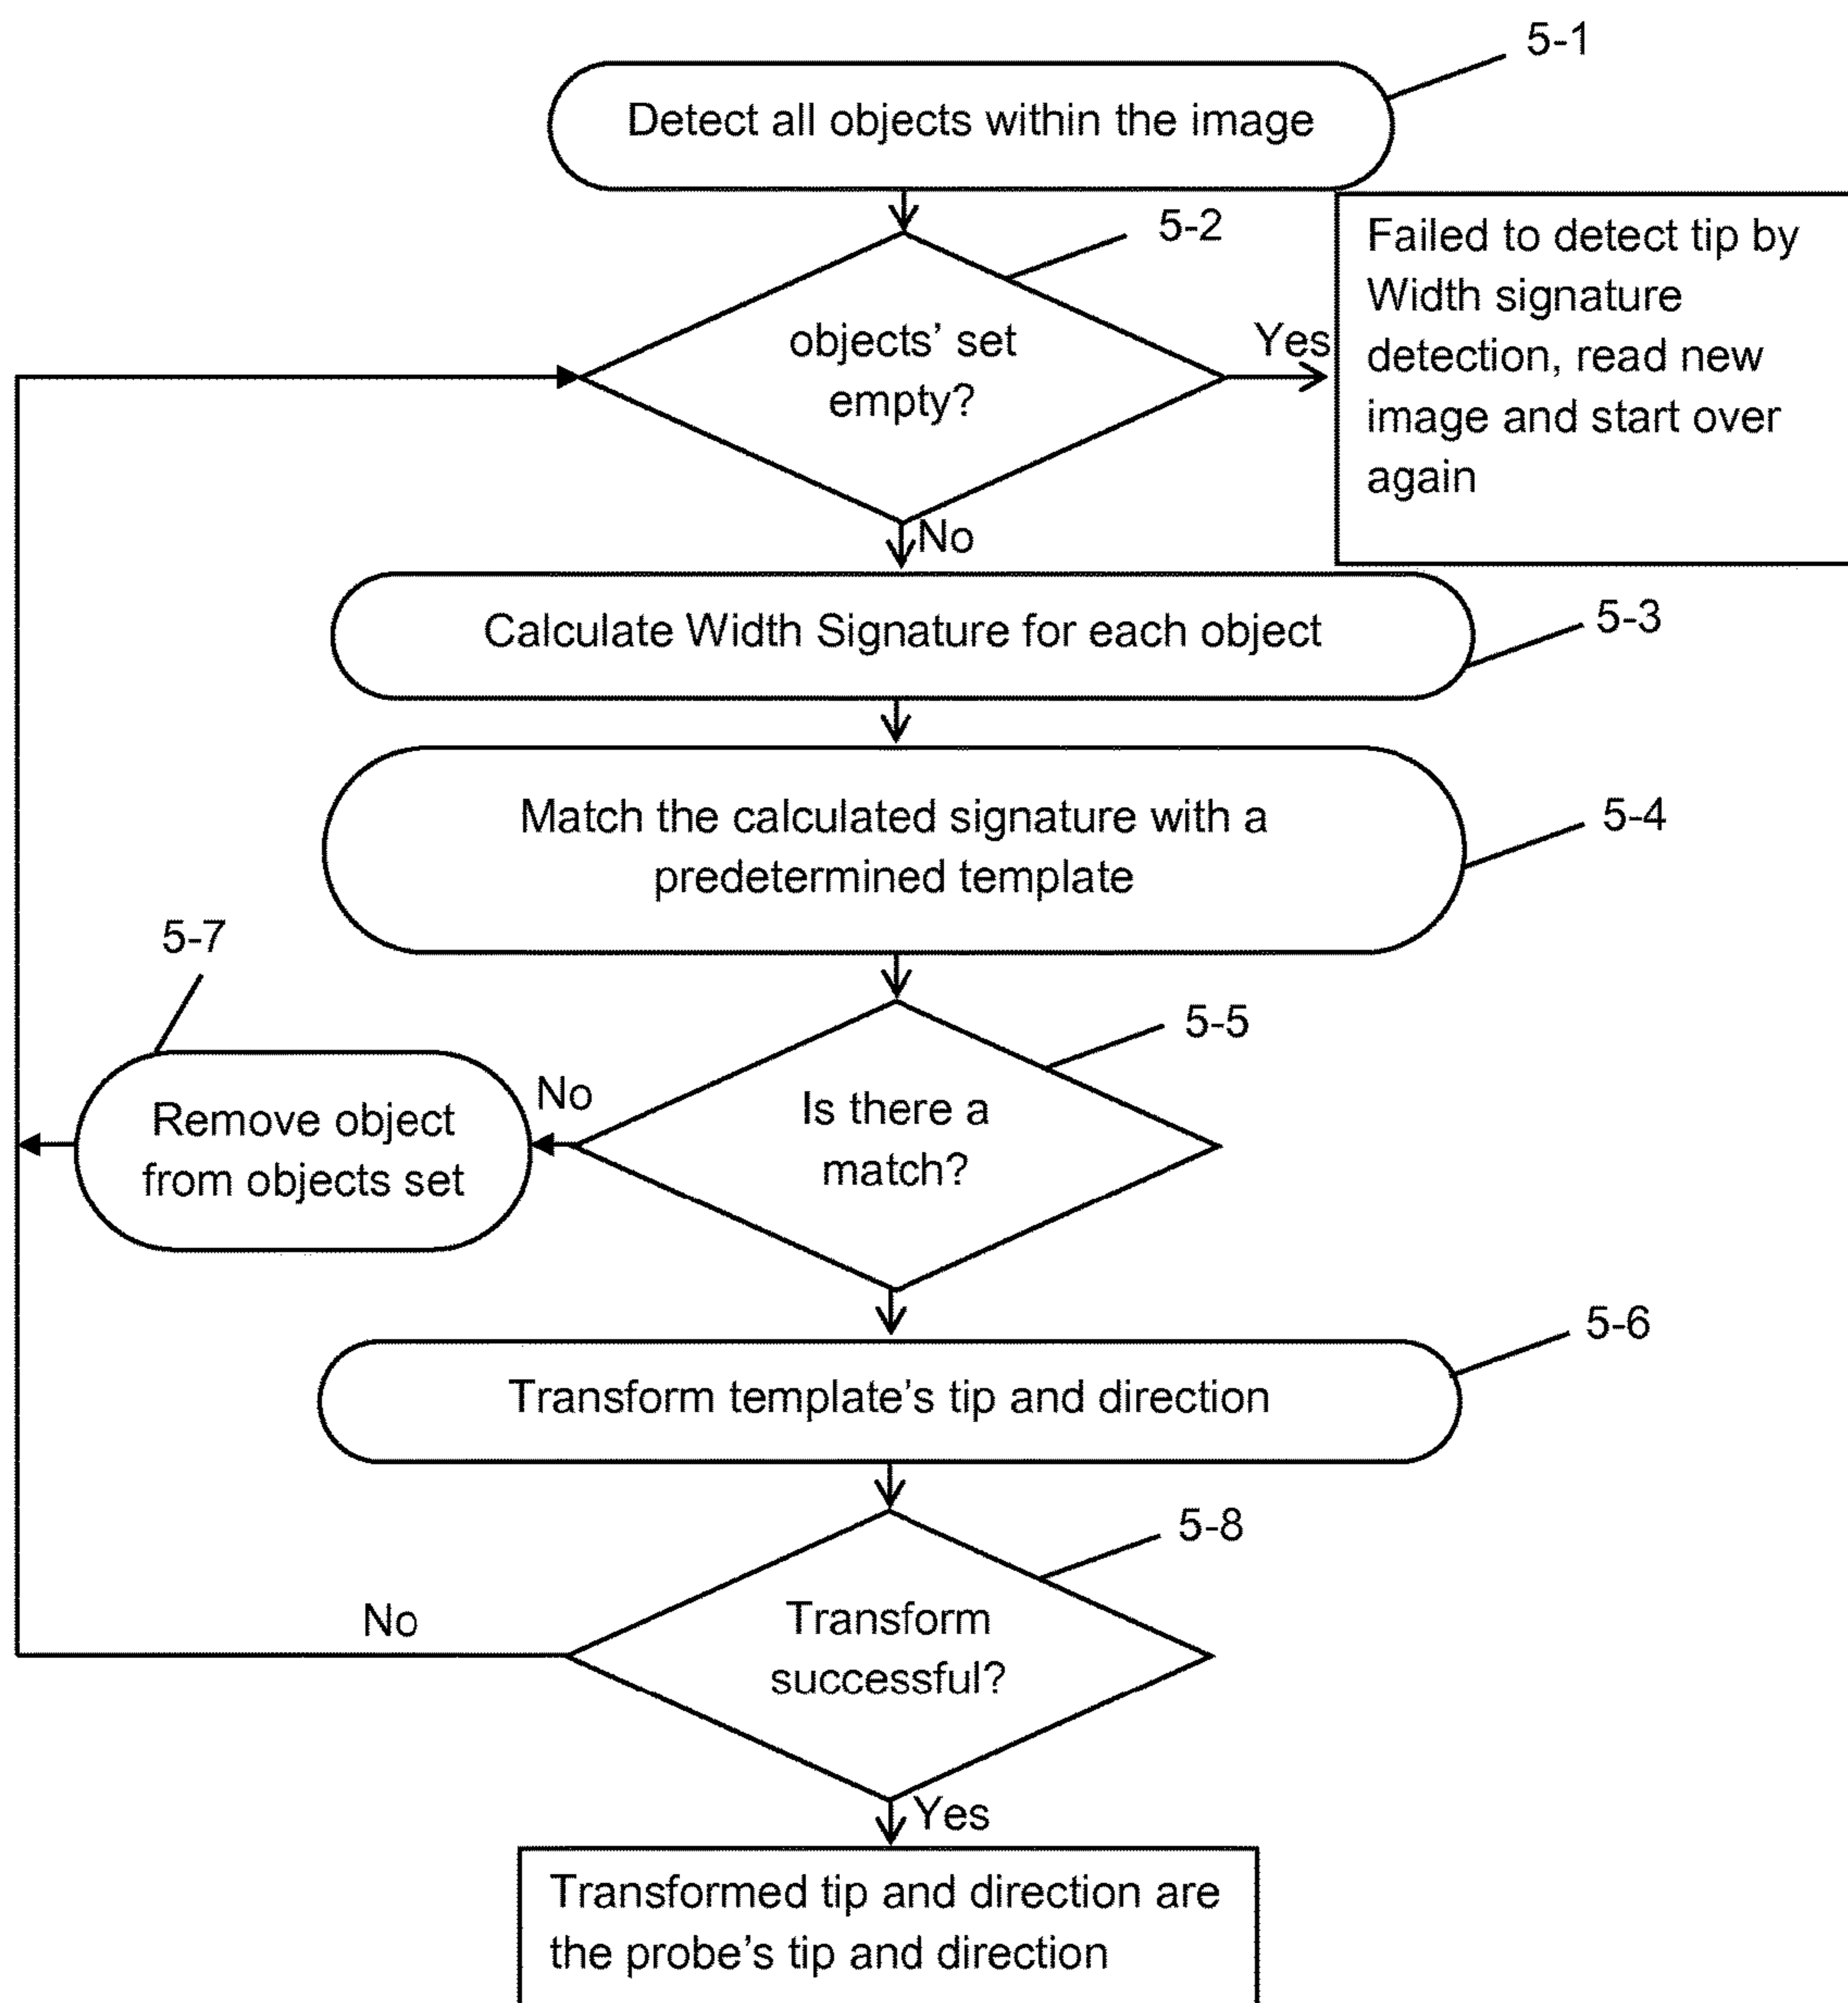 5-1
Detect all objects within the image
5-2
objects' set
empty?
Yes
Failed to detect tip by
Width signature
detection, read new
image and start over
again
No
Calculate Width Signature for each object
5-3
Match the calculated signature with a
predetermined template
5-4
5-7
5-5
Remove object
from objects set
No
Is there a
match?
5-6
Transform template's tip and direction
5-8
No
Transform
successful?
Yes
Transformed tip and direction are
the probe's tip and direction